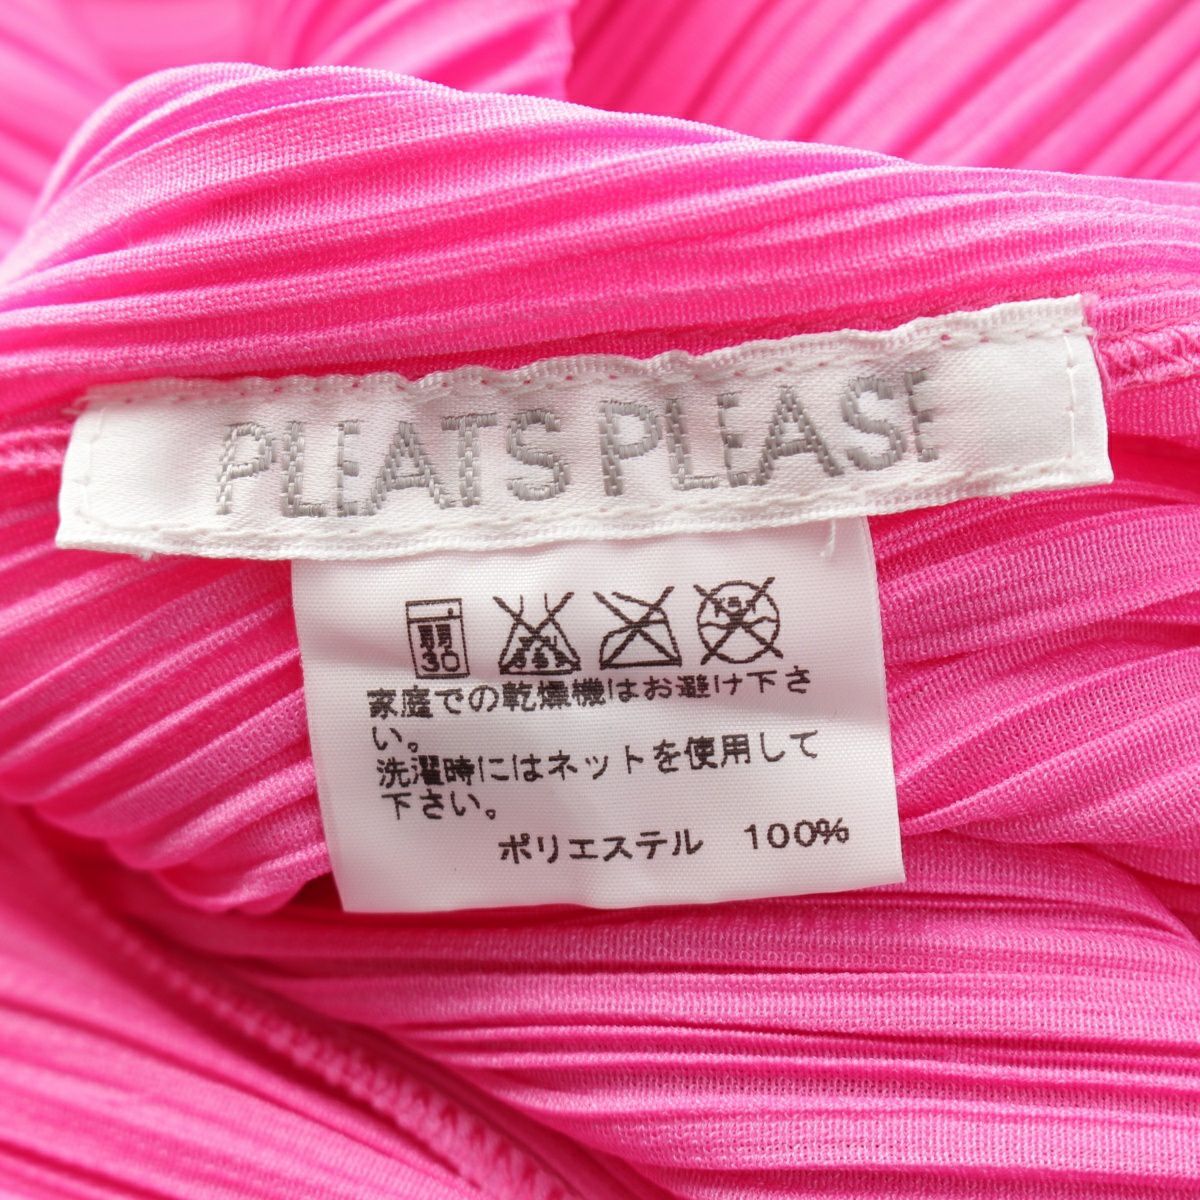 PLEATS PLEASE
弱
30
家庭での乾燥機はお避け下さ
い。
洗濯時にはネットを使用して
下さい。
ポリエステル 100%